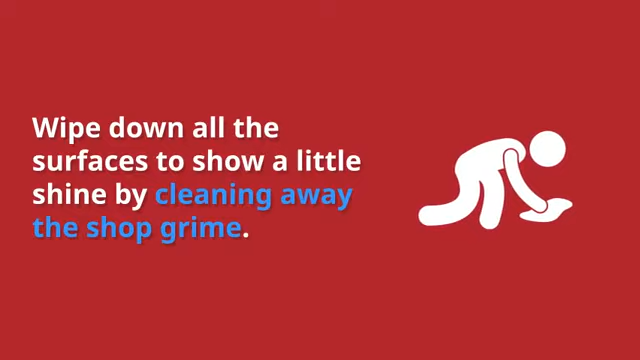 Wipe down all the
surfaces to show a little
shine by cleaning away
the shop grime.